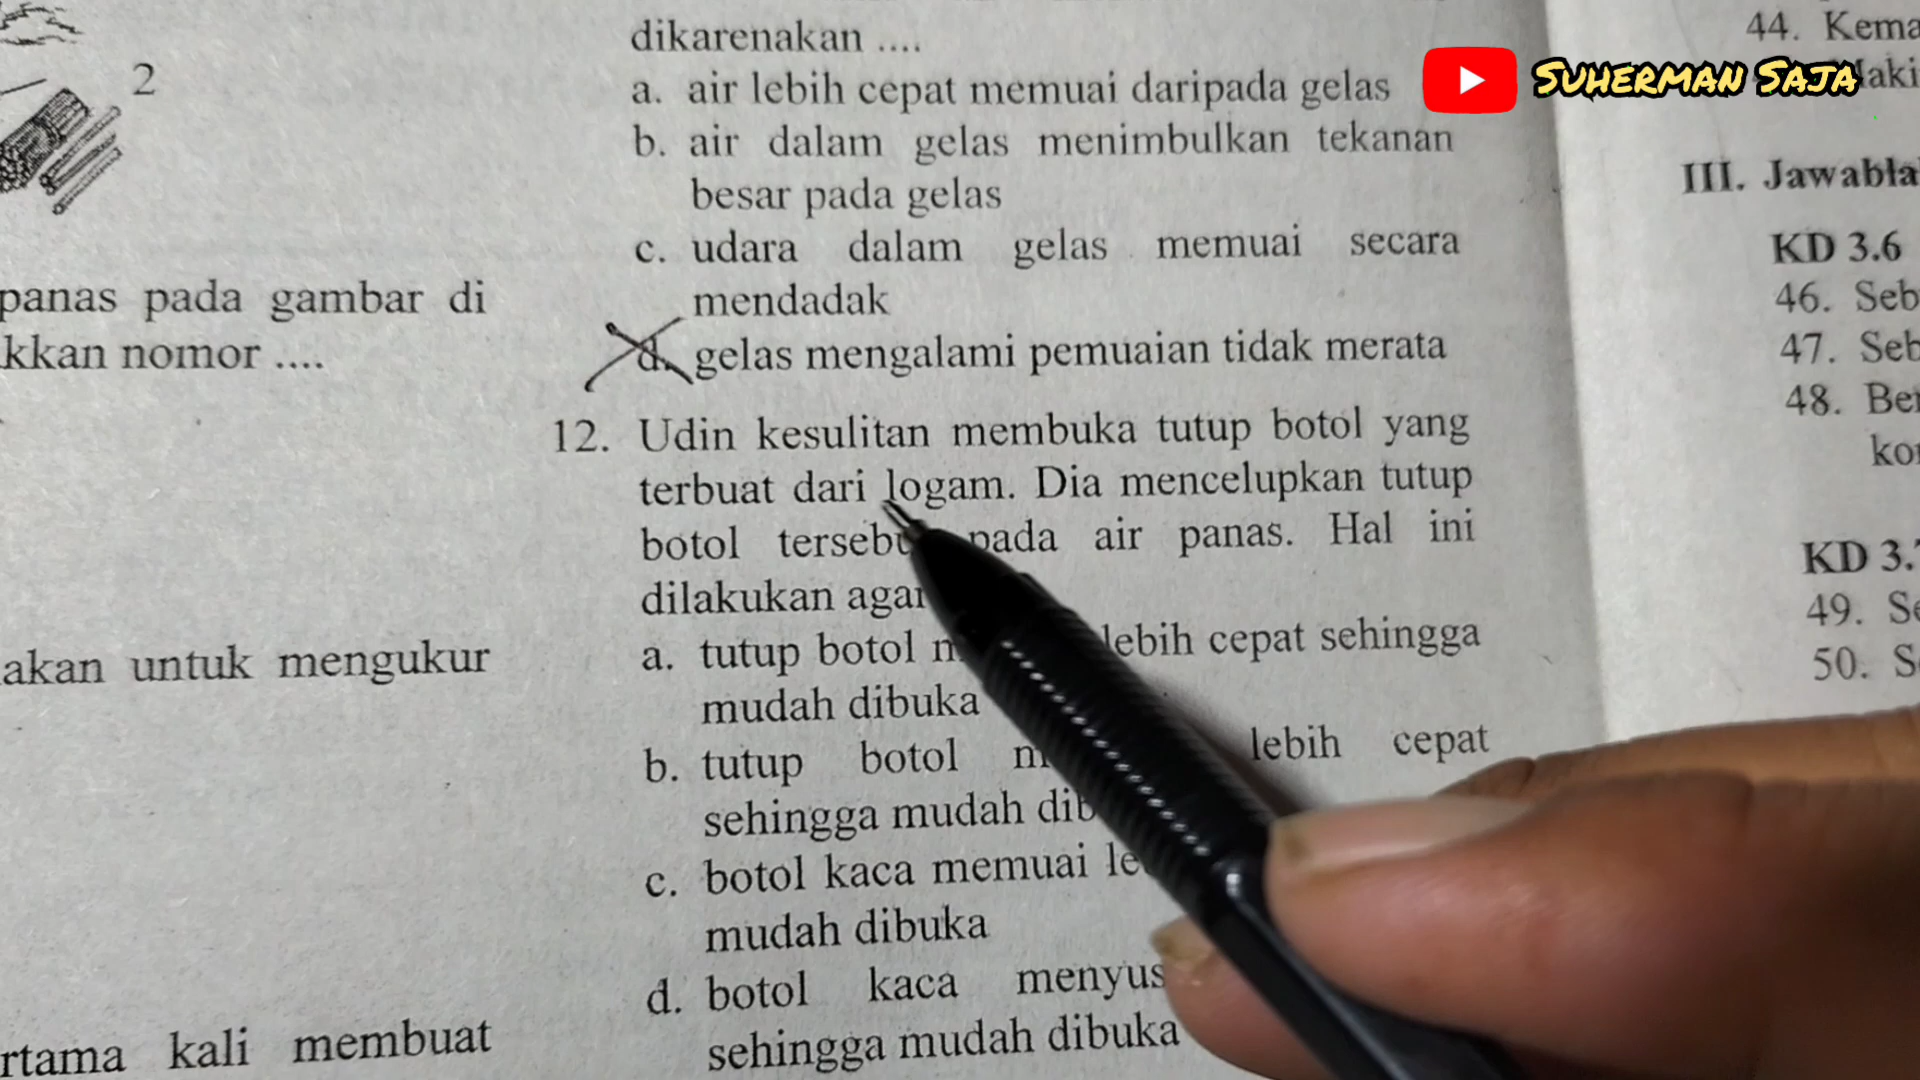 2
panas pada gambar di
kkan nomor ....
akan untuk mengukur
rtama kali membuat
dikarenakan ....
a. air lebih cepat memuai daripada gelas
b. air dalam gelas menimbulkan tekanan
besar pada gelas
c. udara dalam gelas memuai secara
mendadak
d. gelas mengalami pemuaian tidak merata
12. Udin kesulitan membuka tutup botol yang
terbuat dari logam. Dia mencelupkan tutup
botol pada air panas. Hal ini
dilakukan
a. tutup botol lebih cepat sehingga
mudah dibuka
b. tutup botol lebih cepat
sehingga mudah
c. botol kaca memuai
mudah dibuka
d. botol kaca
sehingga mudah dibuka
SUHERMAN SAJA
44. Kema
III. Jawabla
KD 3.6
46. Seb
47. Seb
48. Ber
kor
KD 3.
49. Se
50. S